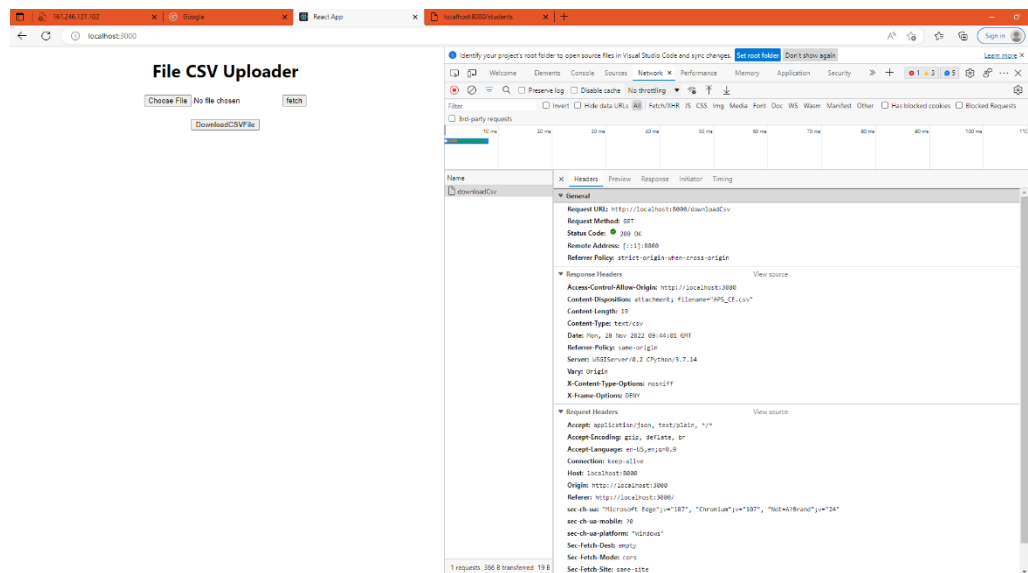 161.246.127.102
Google
React App
localhost:8000/students
localhost:3000
Sign in
File CSV Uploader
Choose File No file chosen
fetch
DownloadCSVFile
Identify your project's root folder to open source files in Visual Studio Code and sync changes. Set root folder Don't show again Learn more
Welcome Elements Console Sources Network Performance Memory Application Security 1 3 5
Preserve log Disable cache No throttling
Filter Invert Hide data URLs All Fetch/XHR JS CSS Img Media Font Doc WS Wasm Manifest Other Has blocked cookies Blocked Requests
3rd-party requests
10 ms 20 ms 30 ms 40 ms 50 ms 60 ms 70 ms 80 ms 90 ms 100 ms 110
Name
downloadCsv
Headers Preview Response Initiator Timing
General
Request URL: http://localhost:8000/downloadCsv
Request Method: GET
Status Code: 200 OK
Remote Address: [::1]:8000
Referrer Policy: strict-origin-when-cross-origin
Response Headers View source
Access-Control-Allow-Origin: http://localhost:3000
Content-Disposition: attachment; filename="APS_CE.csv"
Content-Length: 19
Content-Type: text/csv
Date: Mon, 28 Nov 2022 09:44:01 GMT
Referrer-Policy: same-origin
Server: WSGIServer/0.2 CPython/3.7.14
Vary: Origin
X-Content-Type-Options: nosniff
X-Frame-Options: DENY
Request Headers View source
Accept: application/json, text/plain, */*
Accept-Encoding: gzip, deflate, br
Accept-Language: en-US,en;q=0.9
Connection: keep-alive
Host: localhost:8000
Origin: http://localhost:3000
Referer: http://localhost:3000/
sec-ch-ua: "Microsoft Edge";v="107", "Chromium";v="107", "Not=A?Brand";v="24"
sec-ch-ua-mobile: ?0
sec-ch-ua-platform: "Windows"
Sec-Fetch-Dest: empty
Sec-Fetch-Mode: cors
Sec-Fetch-Site: same-site
1 requests 366 B transferred 19 B